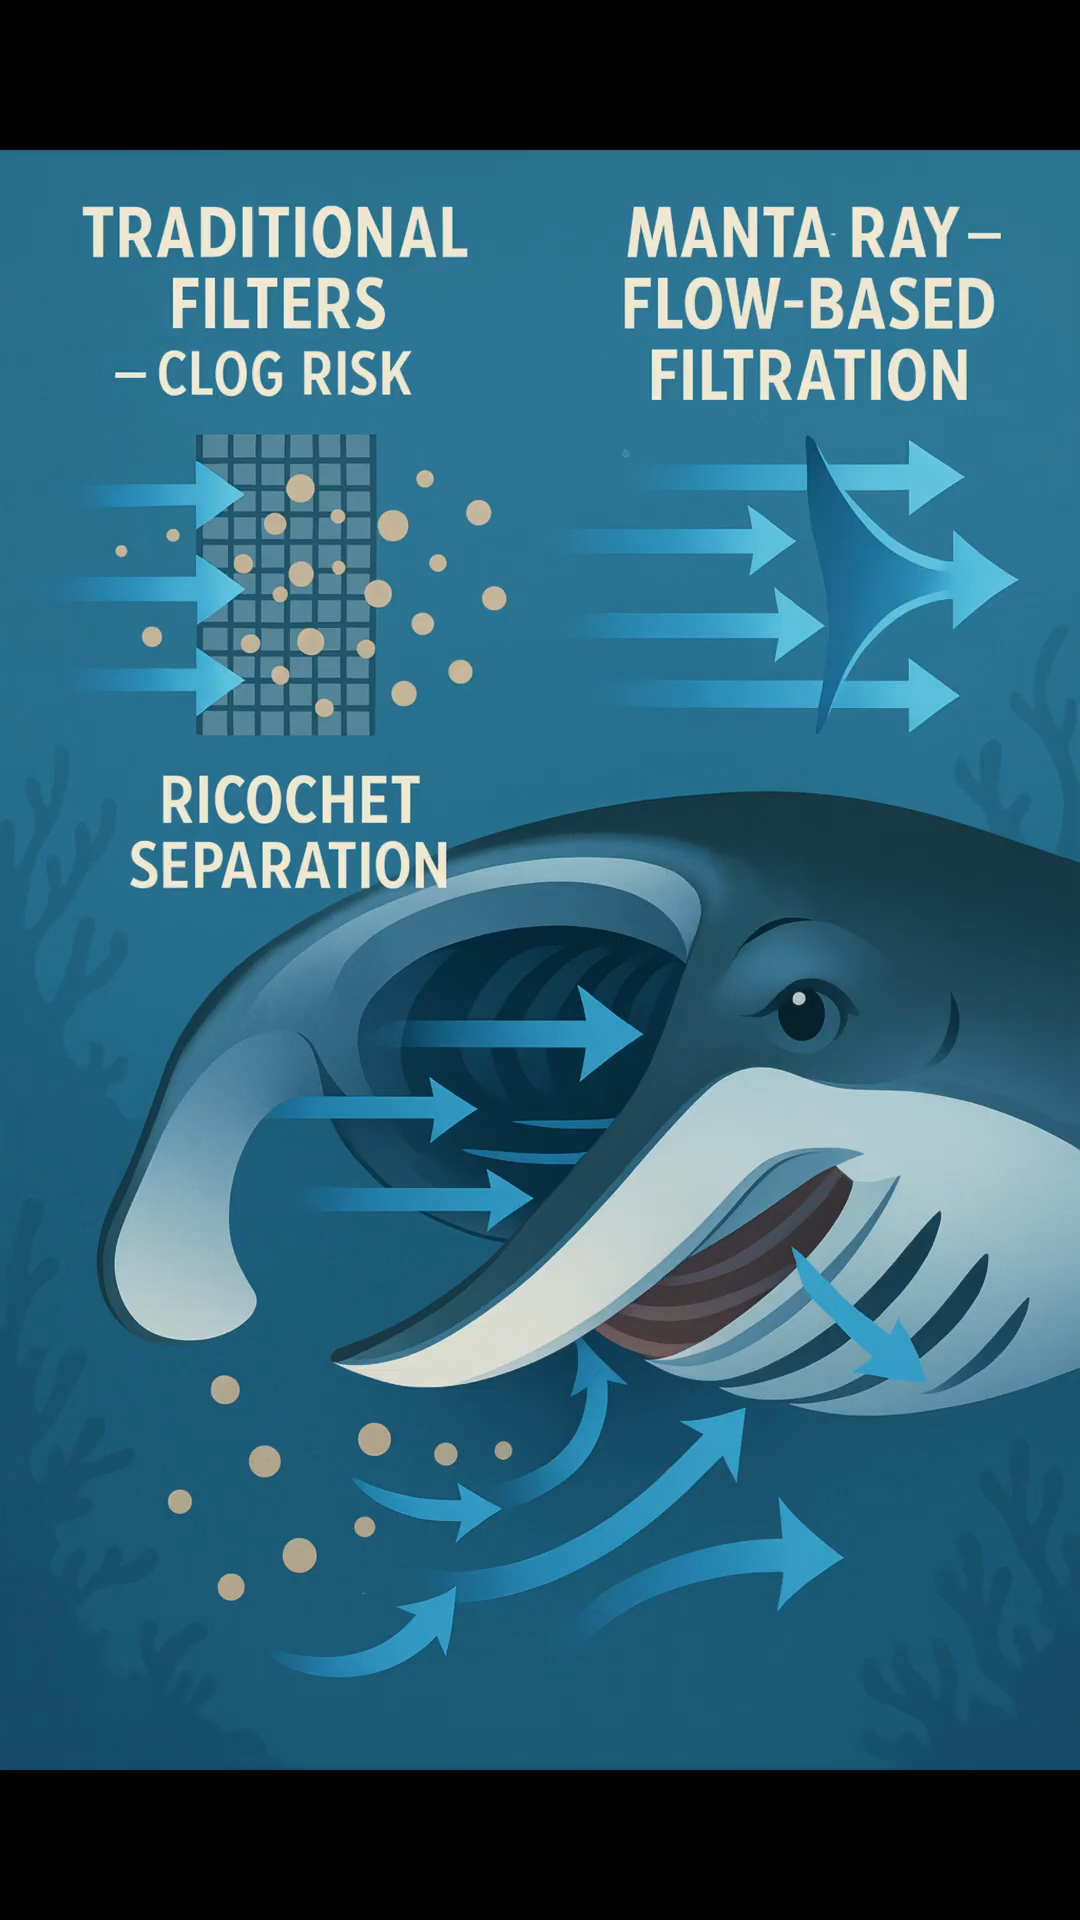 TRADITIONAL
FILTERS
– CLOG RISK
MANTA RAY –
FLOW-BASED
FILTRATION
RICOCHET
SEPARATION